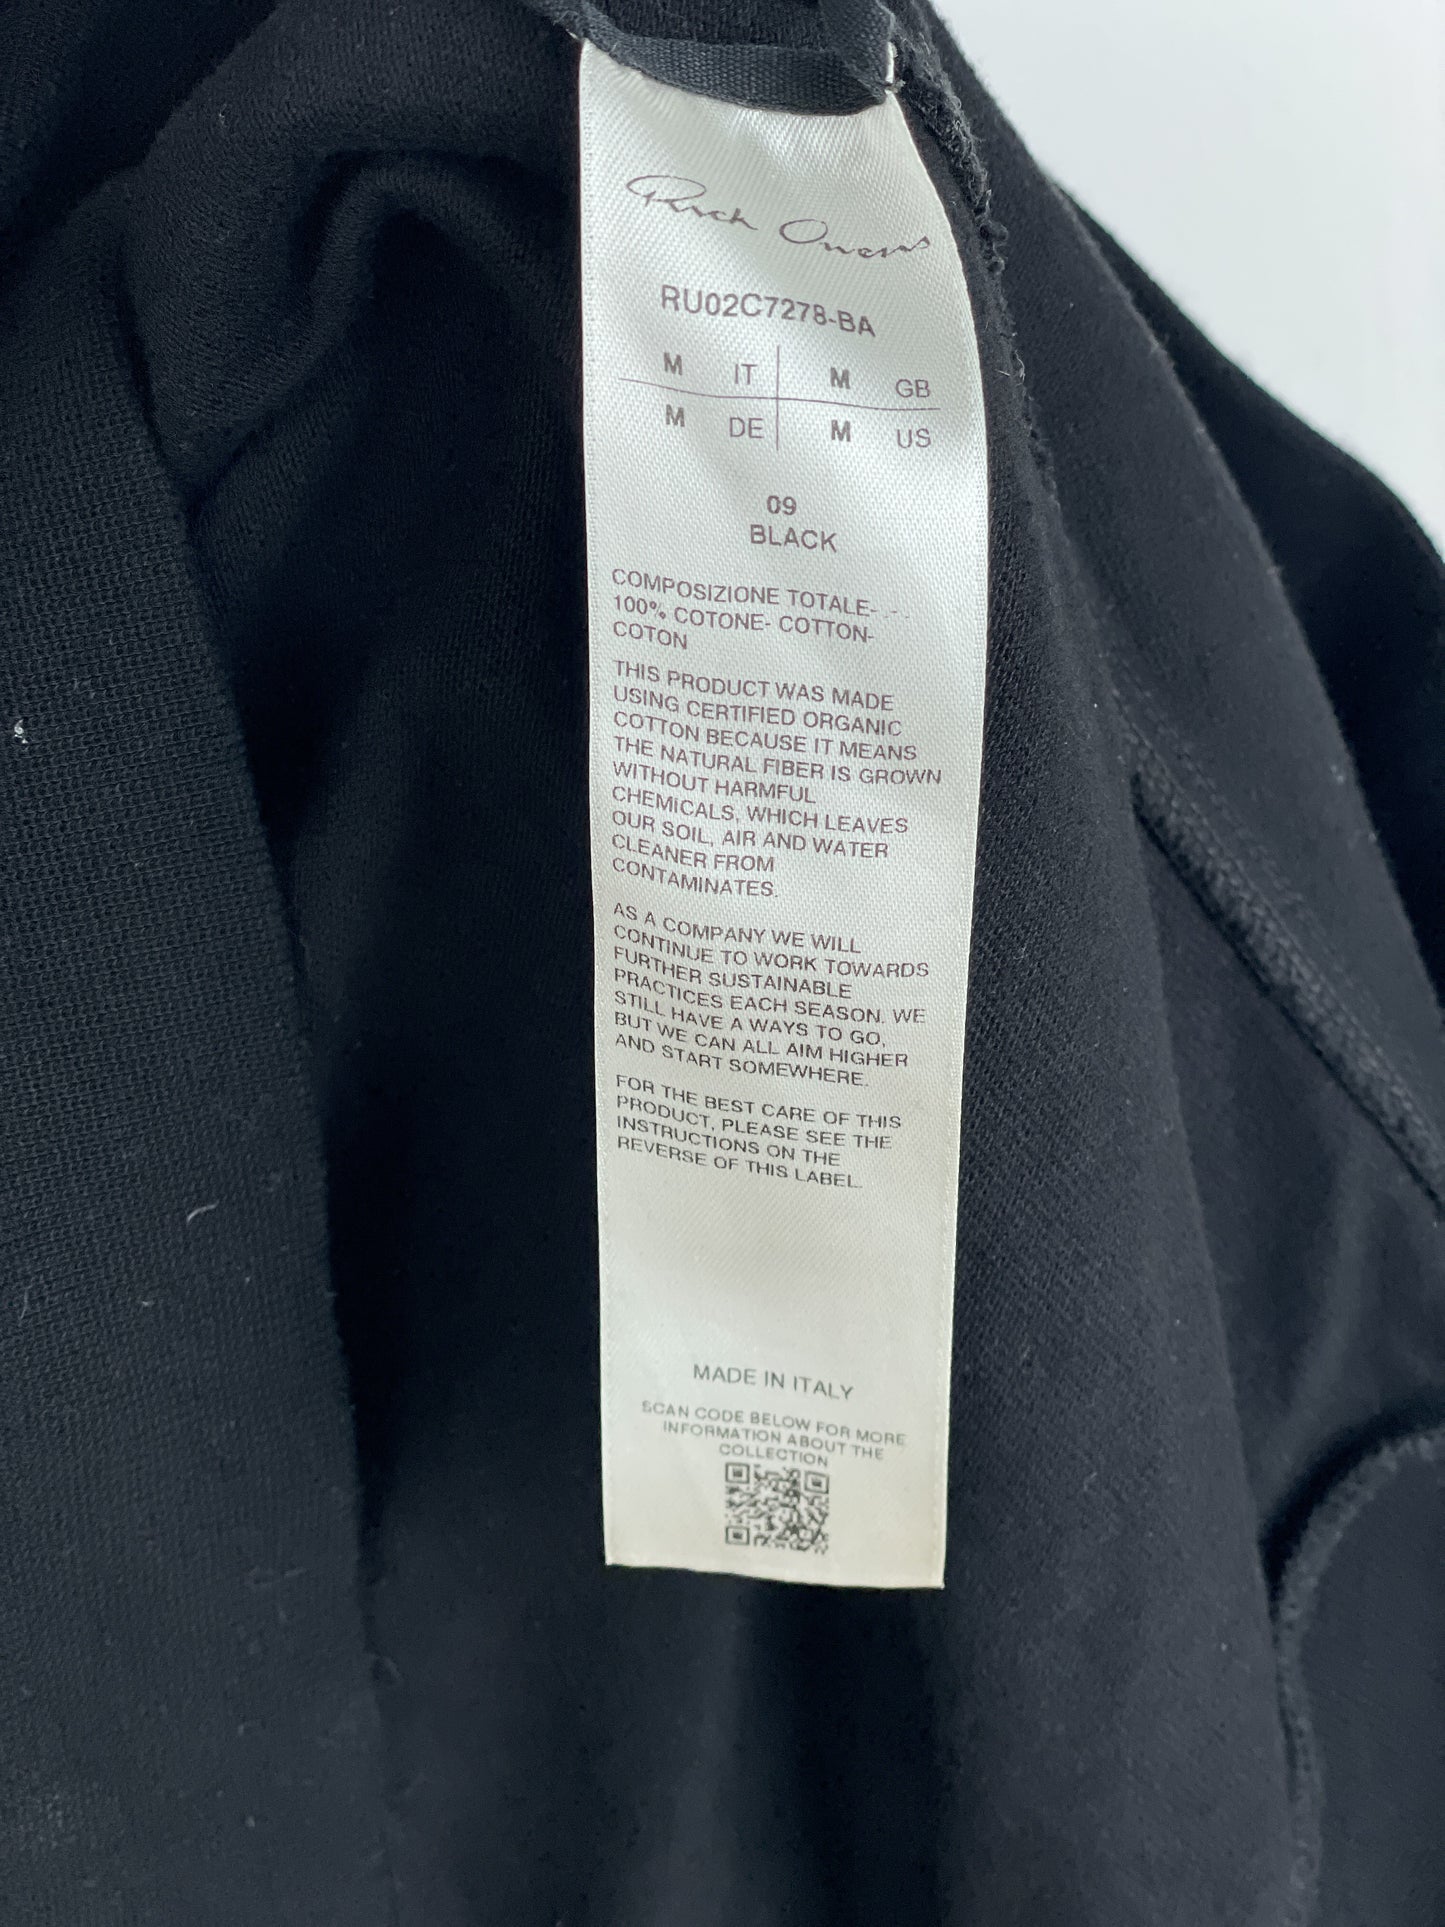 Rick Owens
RU02C7278-BA
M IT M GB
M DE M US
09
BLACK
COMPOSIZIONE TOTALE-
100% COTONE- COTTON-
COTON
THIS PRODUCT WAS MADE
USING CERTIFIED ORGANIC
COTTON BECAUSE IT MEANS
THE NATURAL FIBER IS GROWN
WITHOUT HARMFUL
CHEMICALS, WHICH LEAVES
OUR SOIL, AIR AND WATER
CLEANER FROM
CONTAMINATES.
AS A COMPANY WE WILL
CONTINUE TO WORK TOWARDS
FURTHER SUSTAINABLE
PRACTICES EACH SEASON. WE
STILL HAVE A WAYS TO GO,
BUT WE CAN ALL AIM HIGHER
AND START SOMEWHERE.
FOR THE BEST CARE OF THIS
PRODUCT, PLEASE SEE THE
INSTRUCTIONS ON THE
REVERSE OF THIS LABEL.
MADE IN ITALY
SCAN CODE BELOW FOR MORE
INFORMATION ABOUT THE
COLLECTION